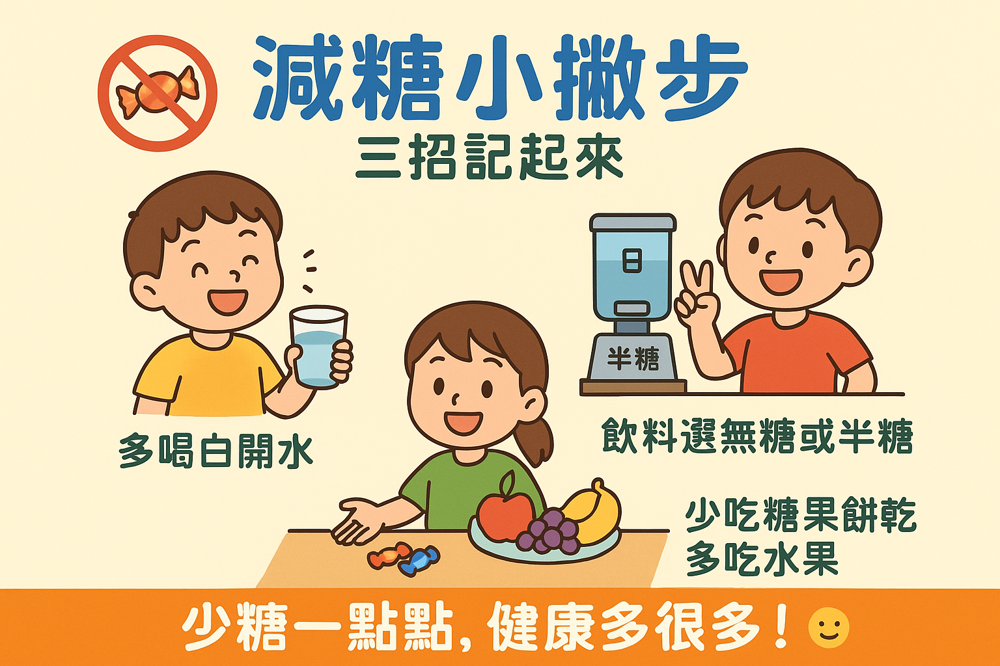 減糖小撇步
三招記起來
半糖
多喝白開水
飲料選無糖或半糖
少吃糖果餅乾
多吃水果
少糖一點點,健康多很多!